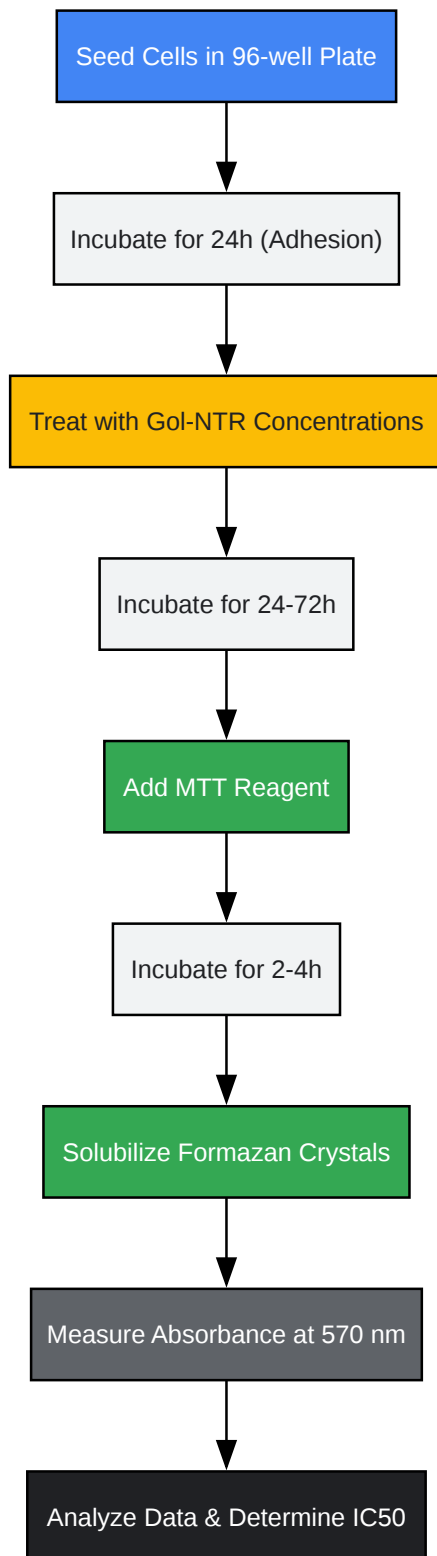 Seed Cells in 96-well Plate
Incubate for 24h (Adhesion)
Treat with Gol-NTR Concentrations
Incubate for 24-72h
Add MTT Reagent
Incubate for 2-4h
Solubilize Formazan Crystals
Measure Absorbance at 570 nm
Analyze Data & Determine IC50